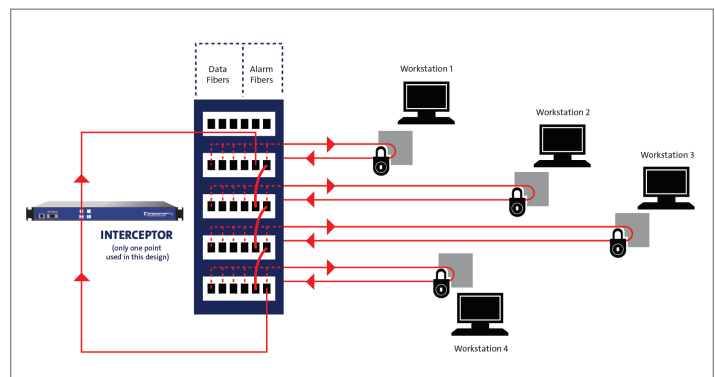 Data
Fibers
Alarm
Fibers
Workstation 1
Workstation 2
Workstation 3
INTERCEPTOR
(only one point
used in this design)
Workstation 4